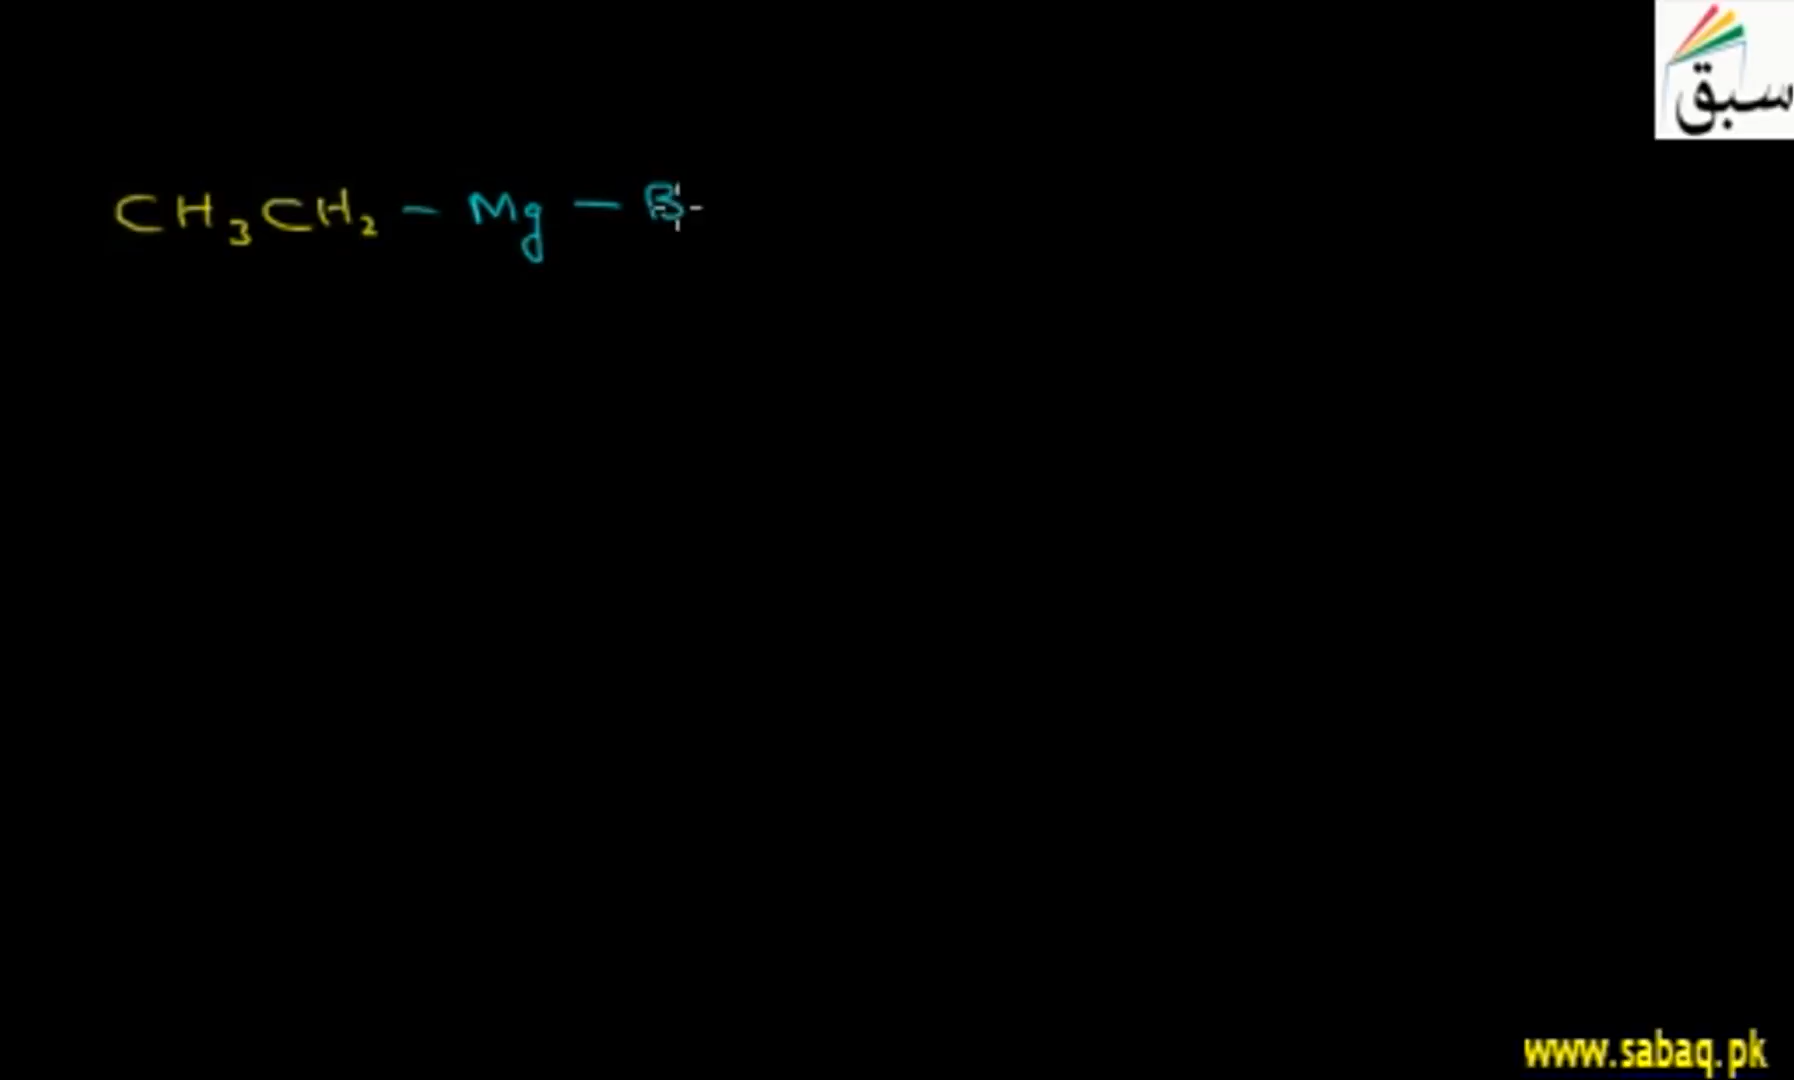 سبق
CH₃CH₂ - Mg - B
www.sabaq.pk